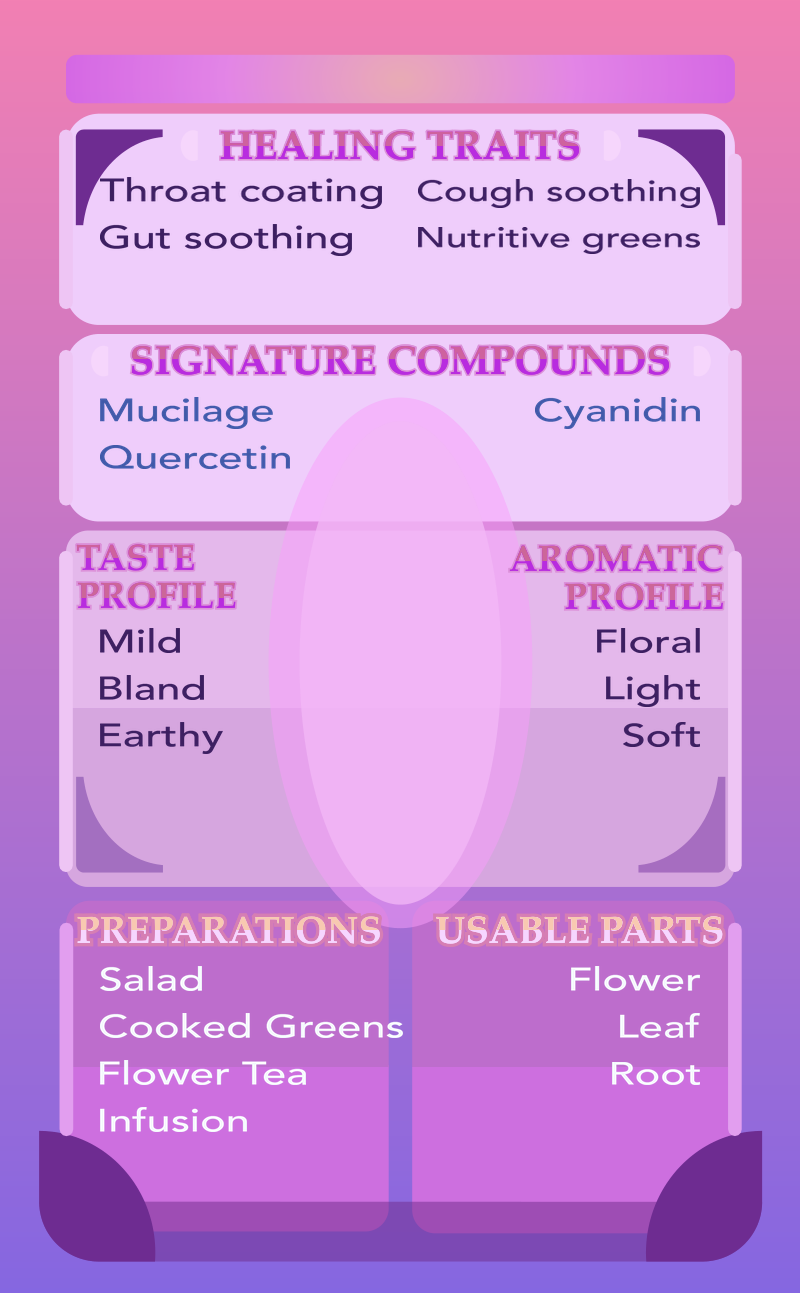 HEALING TRAITS
Throat coating Cough soothing
Gut soothing Nutritive greens
SIGNATURE COMPOUNDS
Mucilage Cyanidin
Quercetin
TASTE
PROFILE
Mild
Bland
Earthy
AROMATIC
PROFILE
Floral
Light
Soft
PREPARATIONS
Salad
Cooked Greens
Flower Tea
Infusion
USABLE PARTS
Flower
Leaf
Root